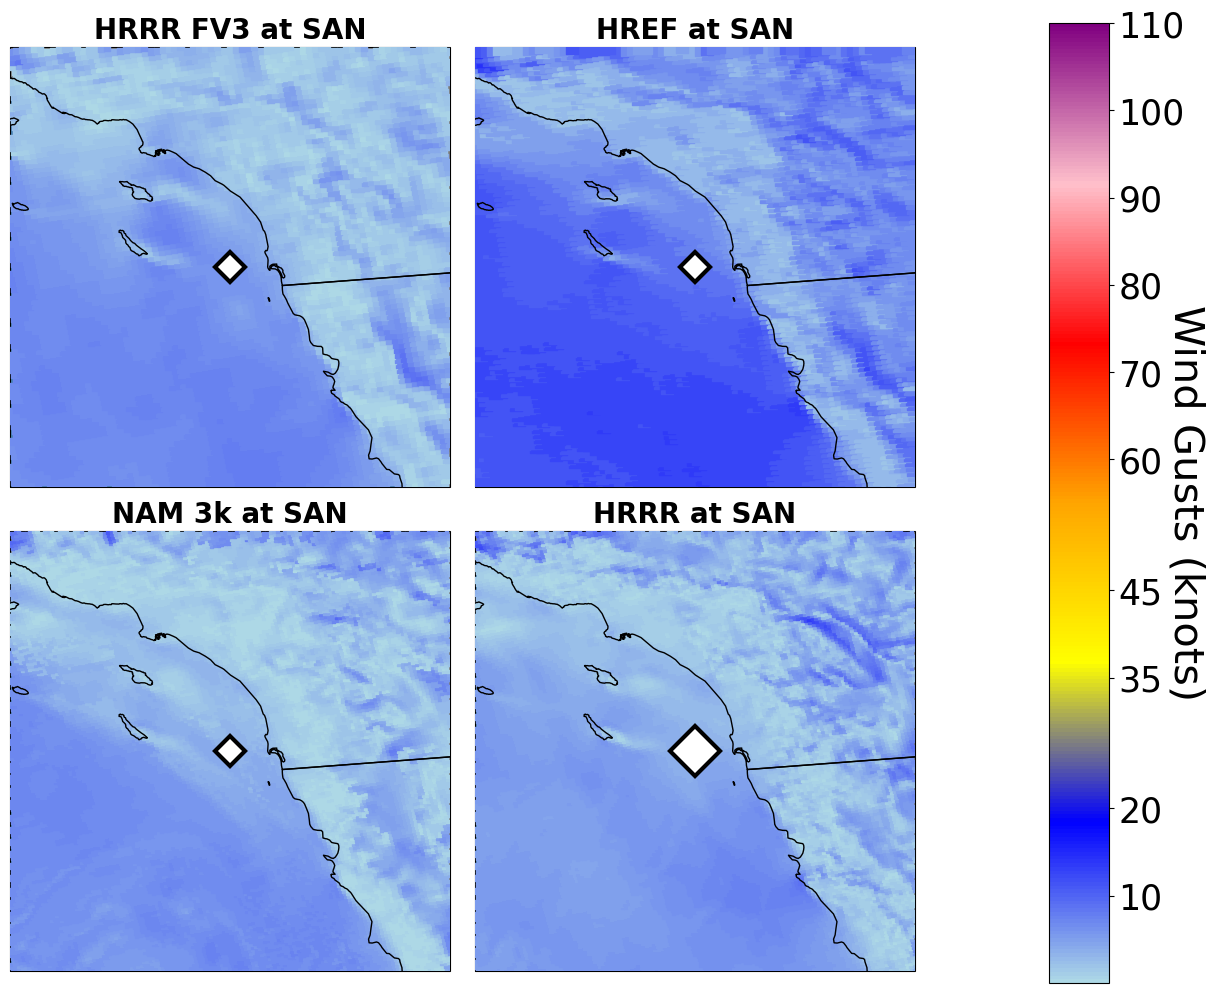 HRRR FV3 at SAN
HREF at SAN
NAM 3k at SAN
HRRR at SAN
110
100
90
80
70
60
45
35
20
10
Wind Gusts (knots)